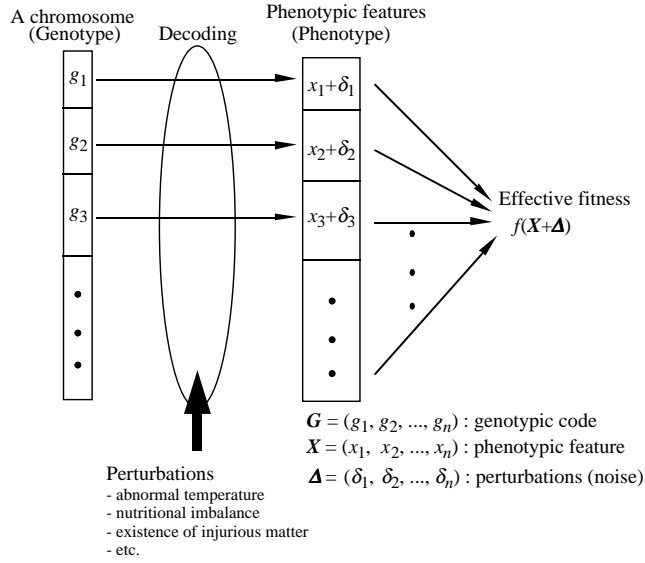 A chromosome
(Genotype)
Decoding
Phenotypic features
(Phenotype)
g1
g2
g3
x1+δ1
x2+δ2
x3+δ3
Effective fitness
f(X+Δ)
G = (g1, g2, ..., gn) : genotypic code
X = (x1, x2, ..., xn) : phenotypic feature
Δ = (δ1, δ2, ..., δn) : perturbations (noise)
Perturbations
- abnormal temperature
- nutritional imbalance
- existence of injurious matter
- etc.